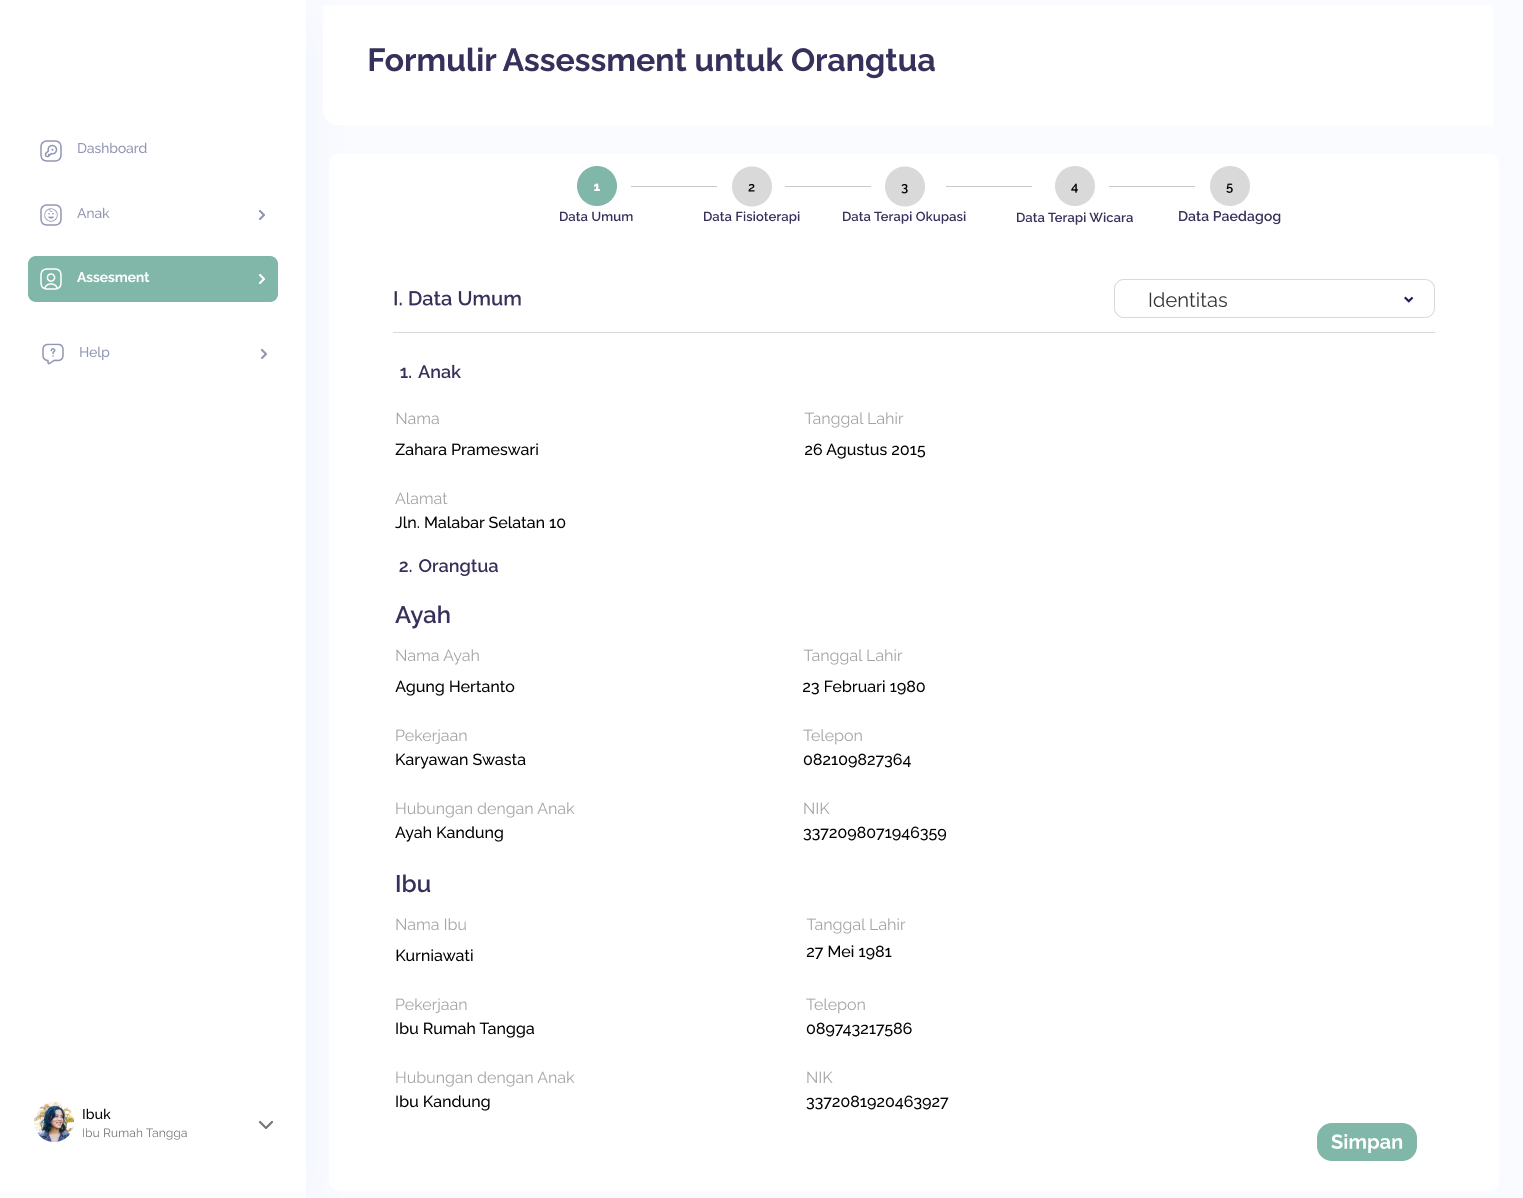 Formulir Assessment untuk Orangtua
Dashboard
Anak
Assesment
Help
1
2
3
4
5
Data Umum
Data Fisioterapi
Data Terapi Okupasi
Data Terapi Wicara
Data Paedagog
I. Data Umum
Identitas
1. Anak
Nama
Tanggal Lahir
Zahara Prameswari
26 Agustus 2015
Alamat
Jln. Malabar Selatan 10
2. Orangtua
Ayah
Nama Ayah
Tanggal Lahir
Agung Hertanto
23 Februari 1980
Pekerjaan
Telepon
Karyawan Swasta
082109827364
Hubungan dengan Anak
NIK
Ayah Kandung
3372098071946359
Ibu
Nama Ibu
Tanggal Lahir
Kurniawati
27 Mei 1981
Pekerjaan
Telepon
Ibu Rumah Tangga
089743217586
Hubungan dengan Anak
NIK
Ibu Kandung
3372081920463927
Simpan
Ibuk
Ibu Rumah Tangga